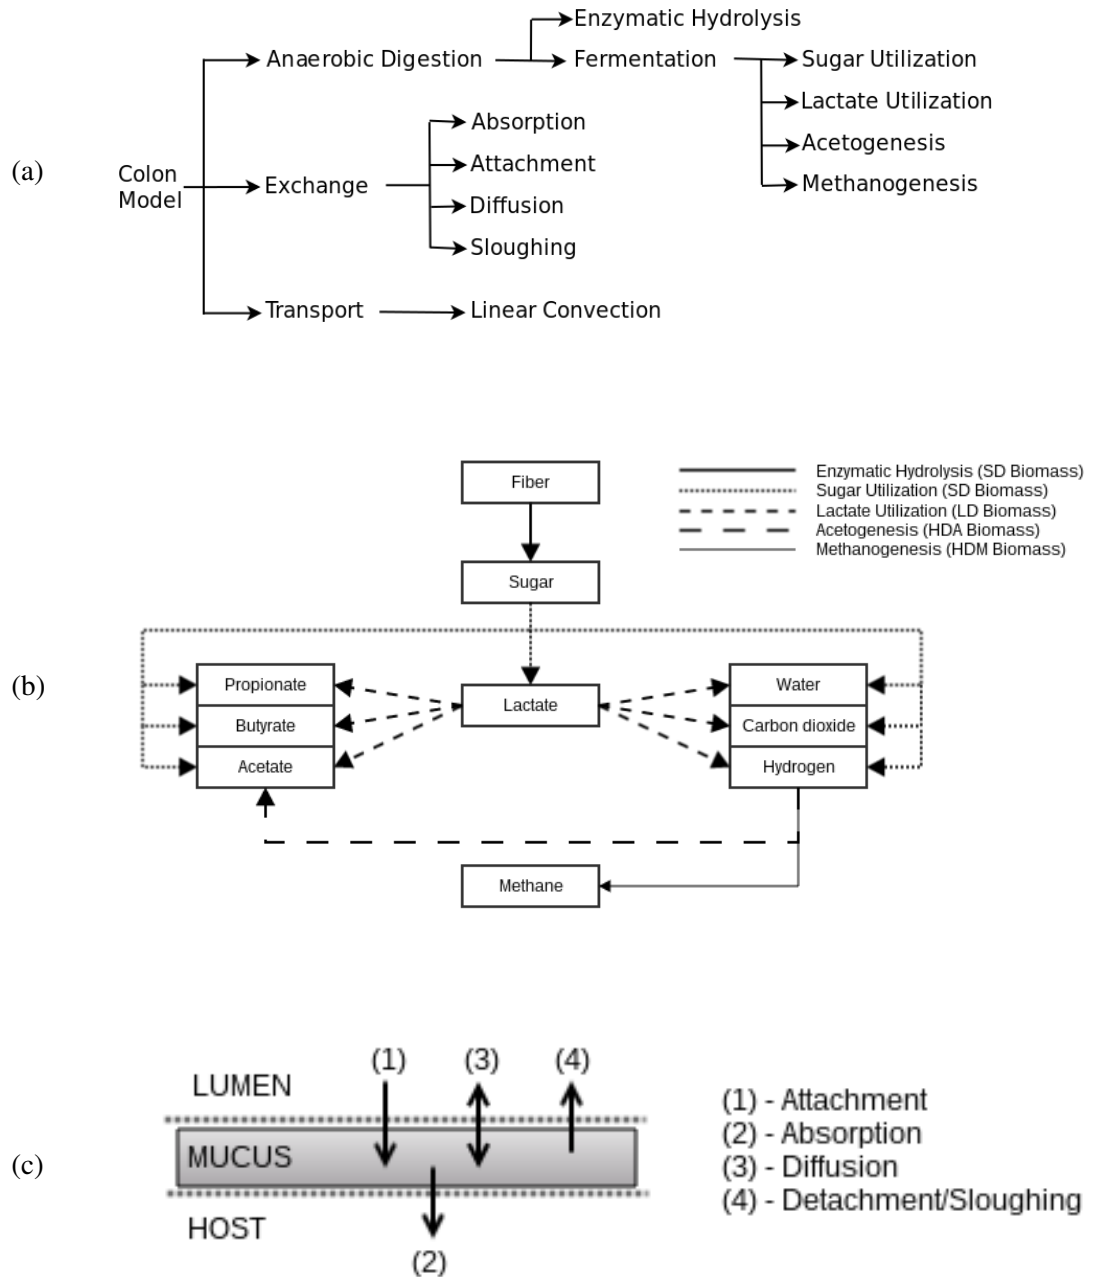 Enzymatic Hydrolysis
Anaerobic Digestion
Fermentation
Sugar Utilization
Lactate Utilization
Acetogenesis
Methanogenesis
(a)
Colon
Model
Exchange
Absorption
Attachment
Diffusion
Sloughing
Transport
Linear Convection
(b)
Fiber
Sugar
Lactate
Propionate
Butyrate
Acetate
Water
Carbon dioxide
Hydrogen
Methane
Enzymatic Hydrolysis (SD Biomass)
Sugar Utilization (SD Biomass)
Lactate Utilization (LD Biomass)
Acetogenesis (HDA Biomass)
Methanogenesis (HDM Biomass)
(c)
(1)
(3)
(4)
LUMEN
MUCUS
HOST
(2)
(1) - Attachment
(2) - Absorption
(3) - Diffusion
(4) - Detachment/Sloughing